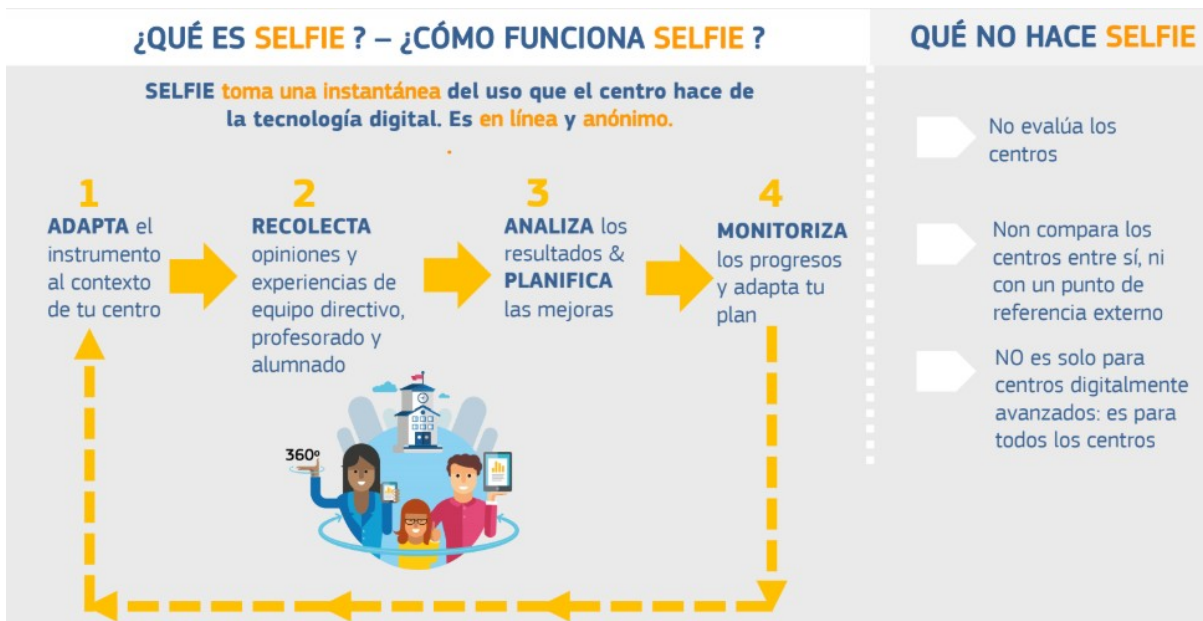 ¿QUÉ ES SELFIE ? – ¿CÓMO FUNCIONA SELFIE ?
SELFIE toma una instantánea del uso que el centro hace de
la tecnología digital. Es en línea y anónimo.
1
ADAPTA el
instrumento
al contexto
de tu centro
2
RECOLECTA
opiniones y
experiencias de
equipo directivo,
profesorado y
alumnado
3
ANALIZA los
resultados &
PLANIFICA
las mejoras
4
MONITORIZA
los progresos
y adapta tu
plan
360º
QUÉ NO HACE SELFIE
No evalúa los
centros
Non compara los
centros entre sí, ni
con un punto de
referencia externo
NO es solo para
centros digitalmente
avanzados: es para
todos los centros